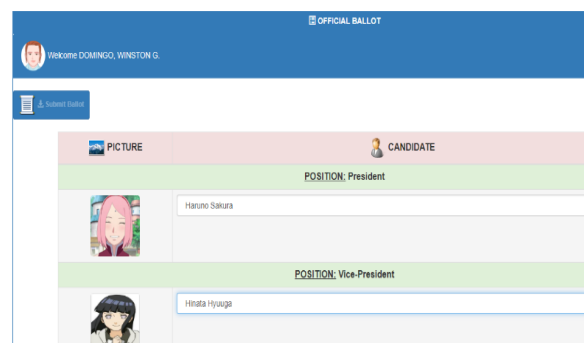 OFFICIAL BALLOT
Welcome DOMINGO, WINSTON G.
Submit Ballot
PICTURE CANDIDATE
POSITION: President
Haruno Sakura
POSITION: Vice-President
Hinata Hyuuga